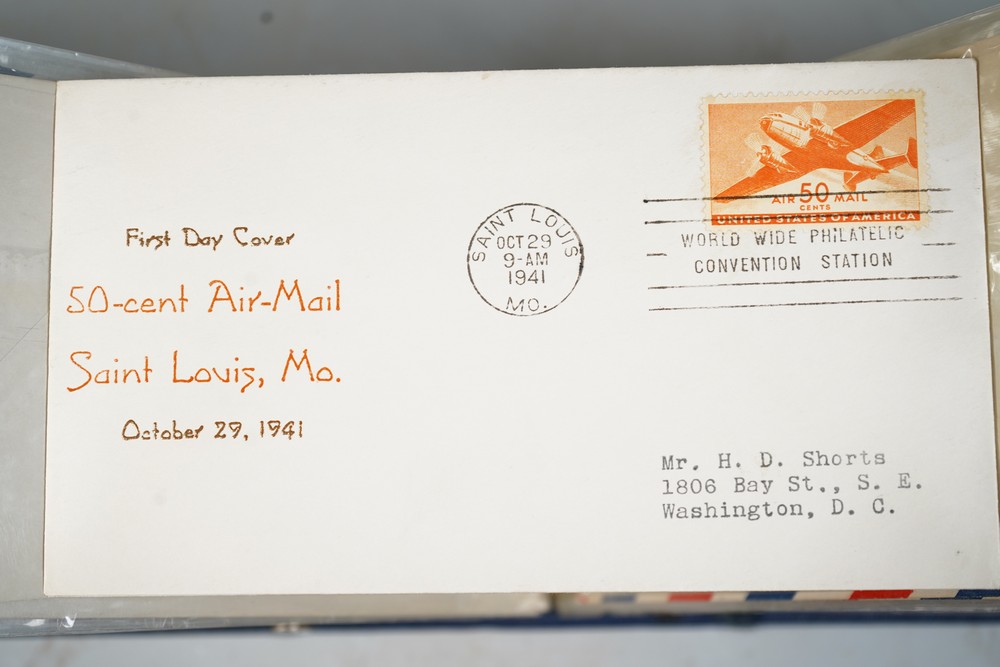 AIR 50 MAIL
CENTS
UNITED STATES OF AMERICA
SAINT LOUIS
OCT 29
9-AM
1941
MO.
WORLD WIDE PHILATELIC
CONVENTION STATION
First Day Cover
50-cent Air-Mail
Saint Louis, Mo.
October 29, 1941
Mr. H. D. Shorts
1806 Bay St., S. E.
Washington, D. C.